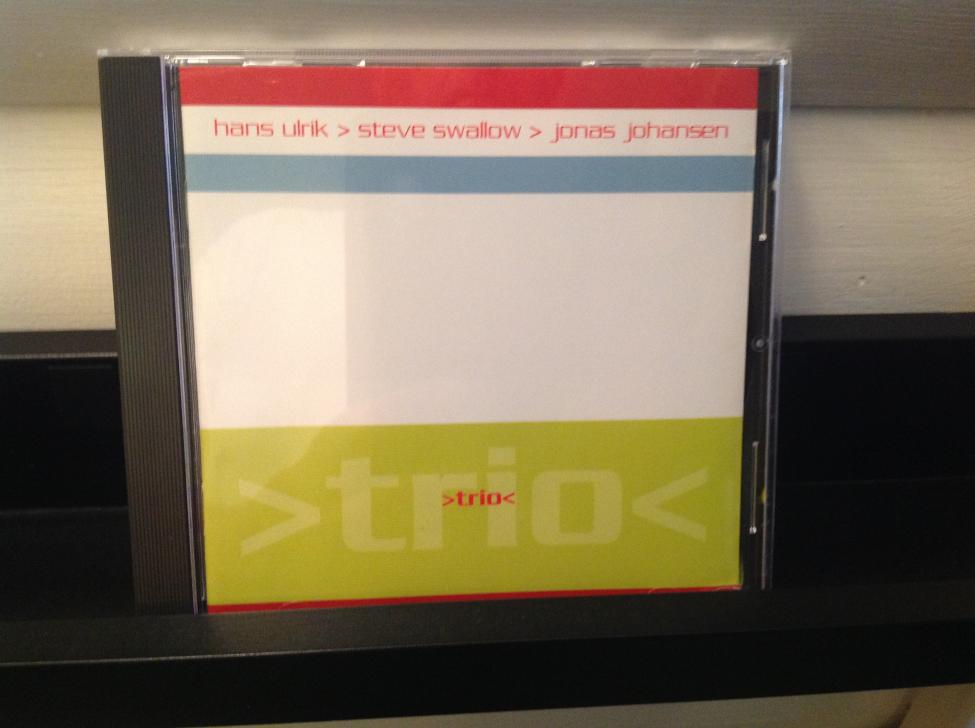 hans ulrik > steve swallow > jonas johansen
>trio<
>trio<